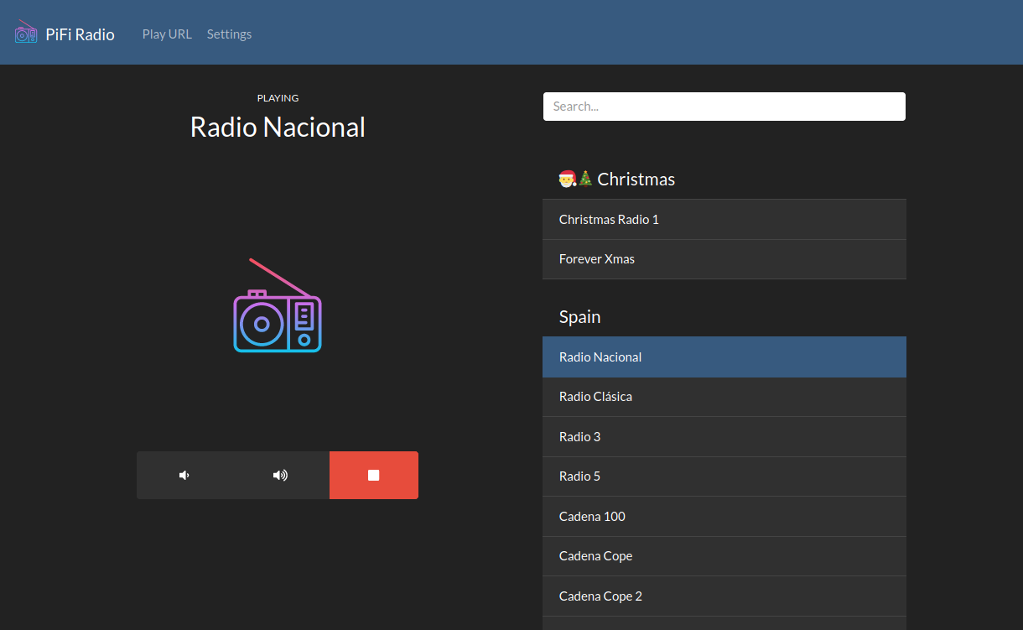 PiFi Radio Play URL Settings
PLAYING
Radio Nacional
Search...
🎅🎄 Christmas
Christmas Radio 1
Forever Xmas
Spain
Radio Nacional
Radio Clásica
Radio 3
Radio 5
Cadena 100
Cadena Cope
Cadena Cope 2